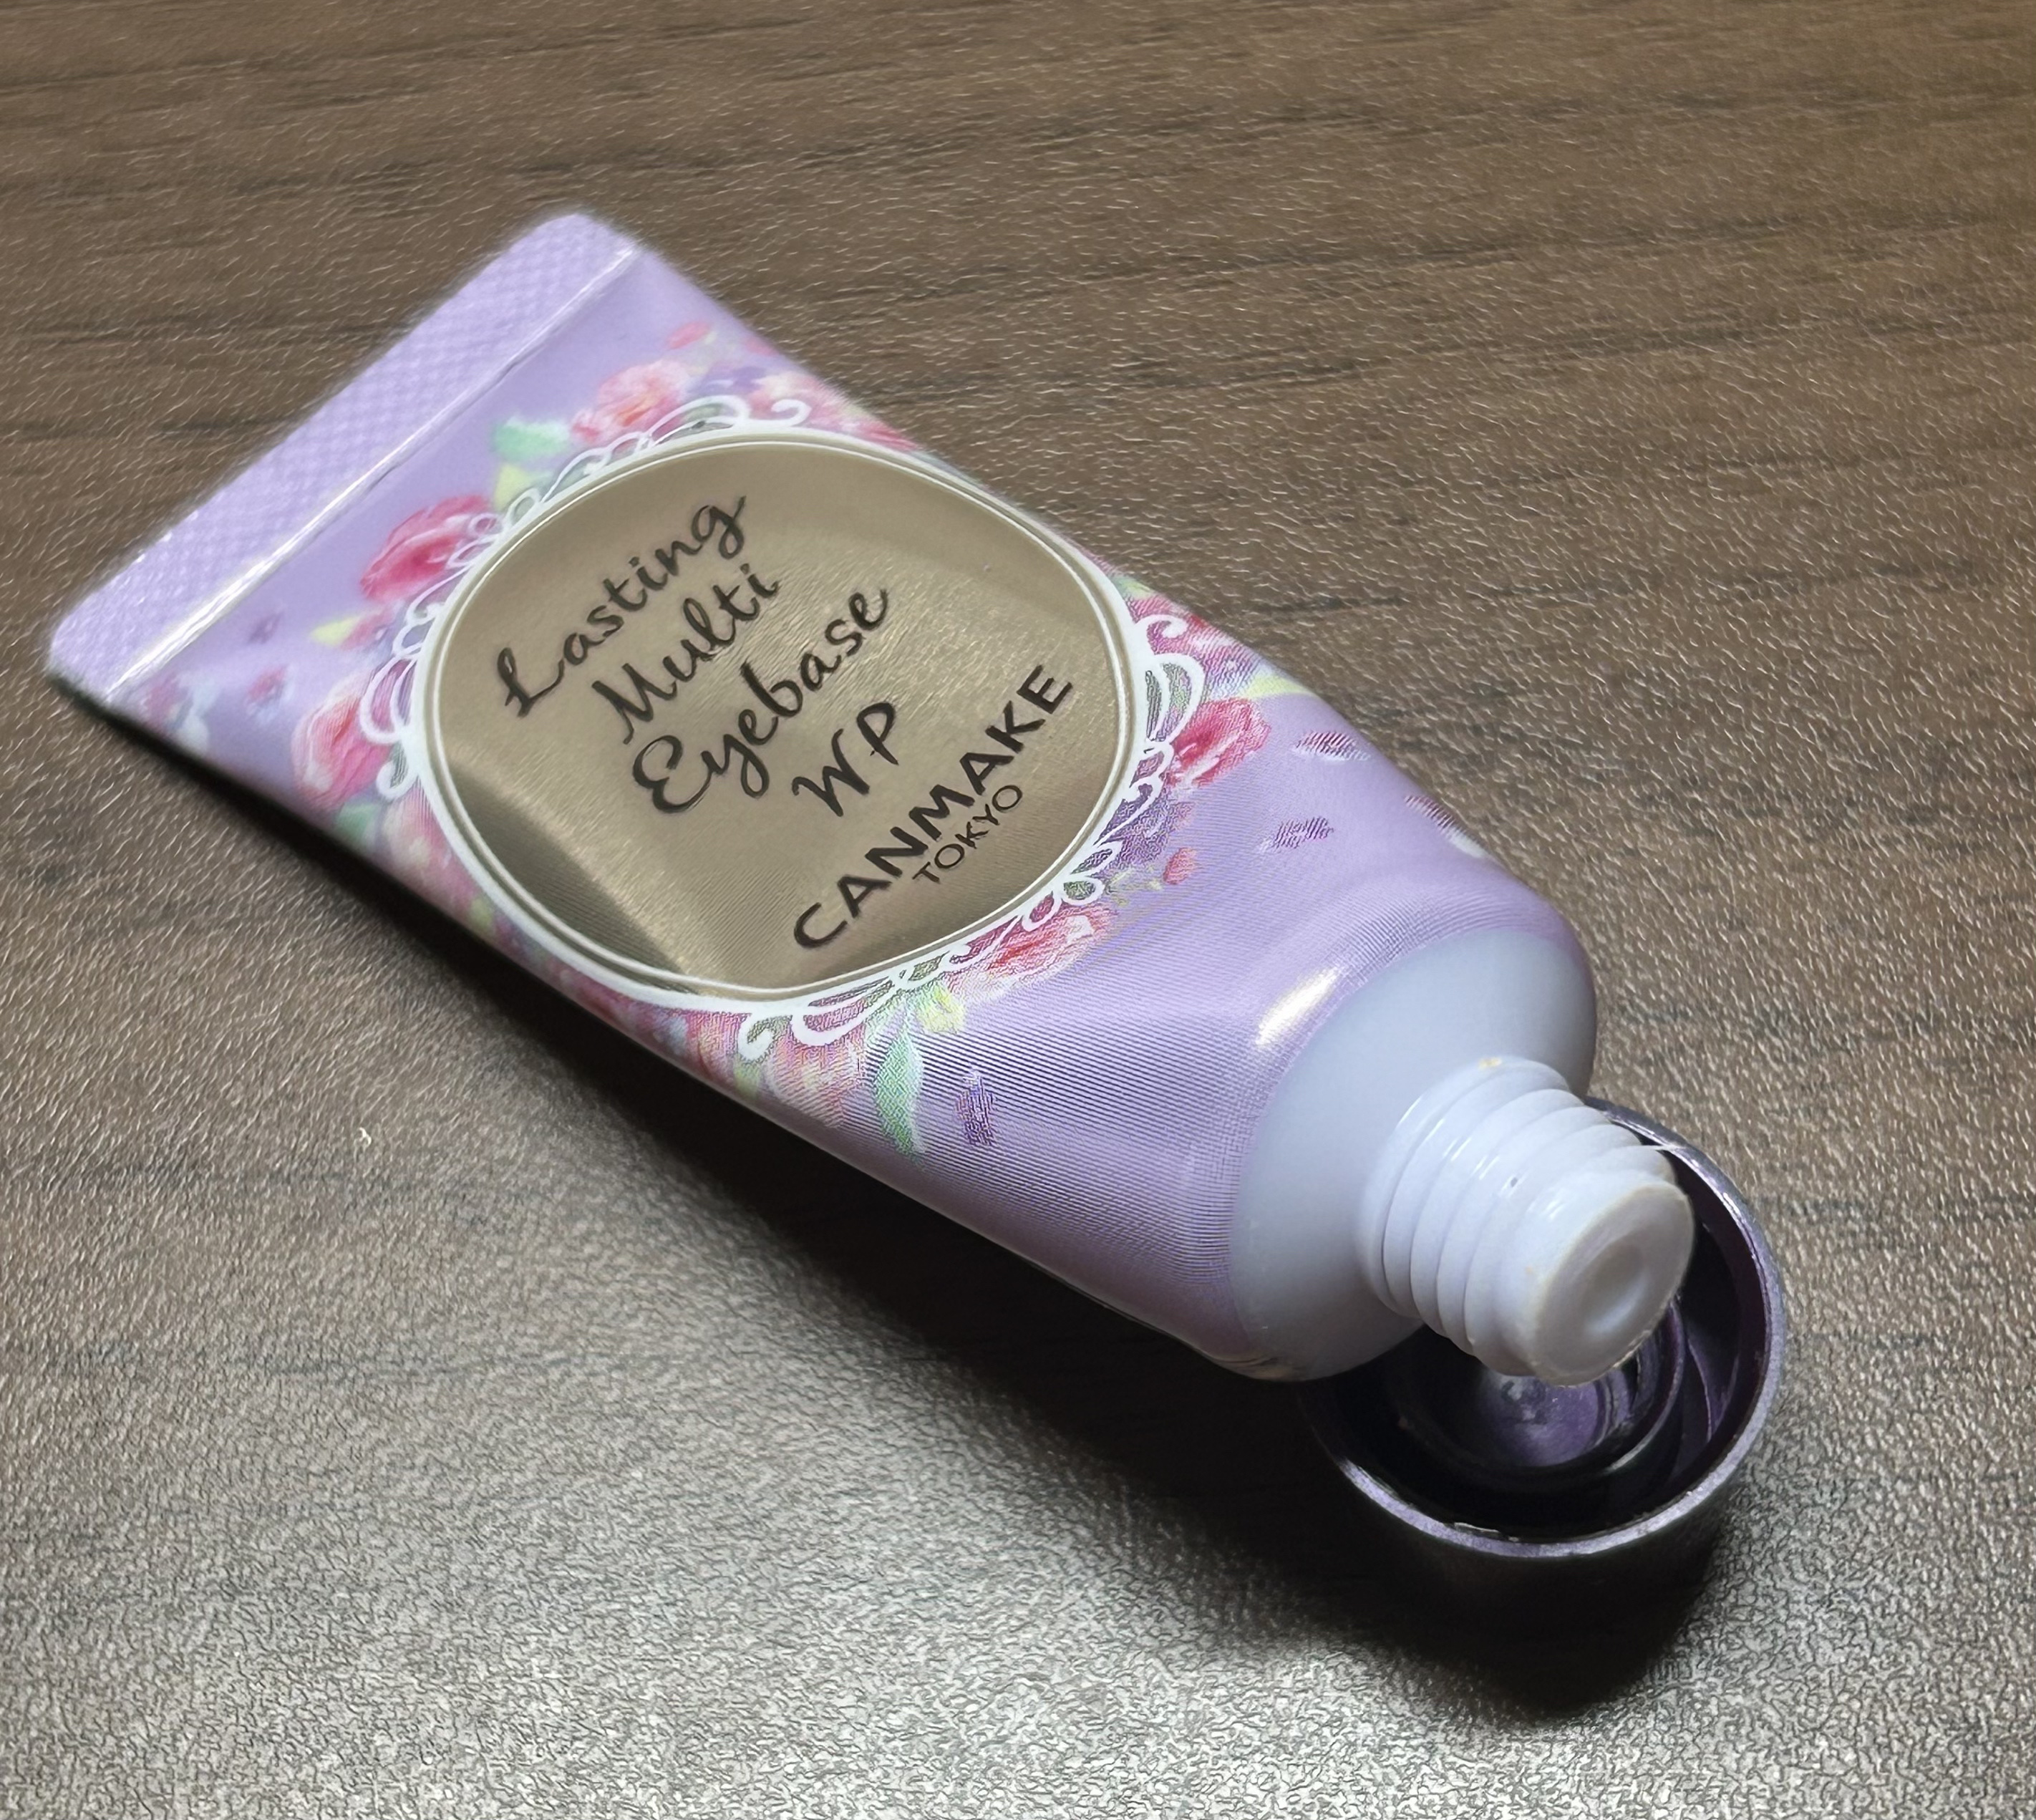 Lasting
Multi
Eyebase
WP
CANMAKE
TOKYO